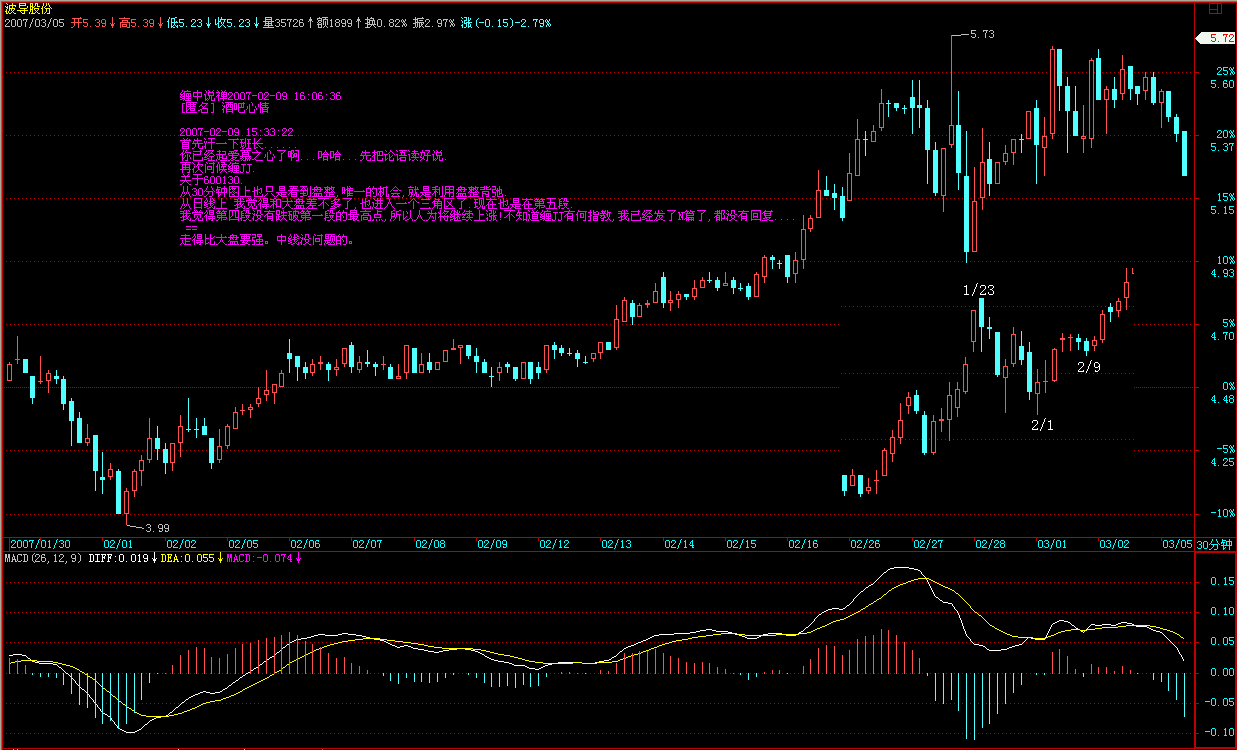 波导股份
2007/03/05 开5.39↓高5.39↓低5.23↓收5.23↓量35726↑额1899↑换0.82% 振2.97% 涨(-0.15)-2.79%
5.73
5.72
25%
5.60
缠中说禅2007-02-09 16:06:36
[匿名] 酒吧心情
2007-02-09 15:33:22
首先汗一下班长......
你已经起爱慕之心了啊...哈哈...先把论语读好说.
再次问候缠M.
关于600130.
从30分钟图上也只是看到盘整,唯一的机会,就是利用盘整背弛.
从日线上 我觉得和大盘差不多了,也进入一个三角区了,现在也是在第五段.
我觉得第四段没有跌破第一段的最高点,所以人为将继续上涨!不知道缠M有何指教,我已经发了N篇了,都没有回复....
==
走得比大盘要强。中线没问题的。
20%
5.37
15%
5.15
10%
4.93
1/23
5%
4.70
2/9
0%
4.48
2/1
-5%
4.25
-10%
3.99
2007/01/30 02/01 02/02 02/05 02/06 02/07 02/08 02/09 02/12 02/13 02/14 02/15 02/16 02/26 02/27 02/28 03/01 03/02 03/05 30分钟
MACD(26,12,9) DIFF:0.019↓DEA:0.055↓MACD:-0.074↓
0.15
0.10
0.05
0.00
-0.05
-0.10